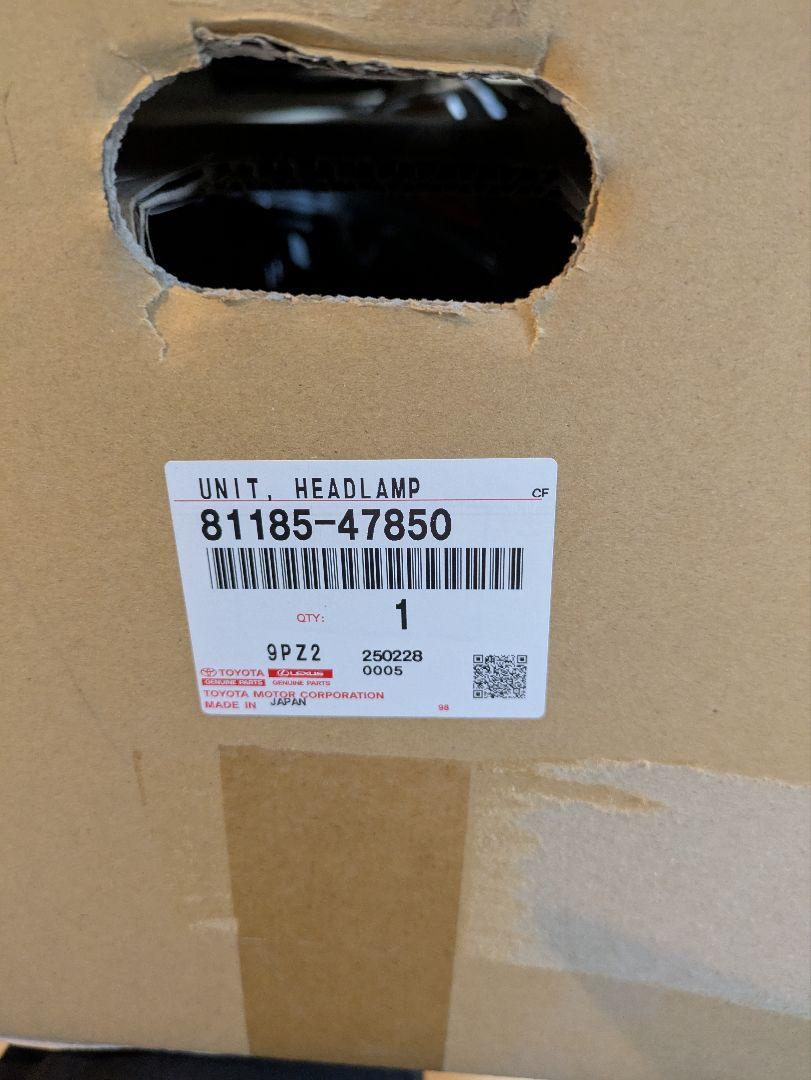 UNIT, HEADLAMP CF
81185-47850
QTY: 1
9PZ2 250228
0005
TOYOTA LEXUS
GENUINE PARTS GENUINE PARTS
TOYOTA MOTOR CORPORATION
MADE IN JAPAN 98